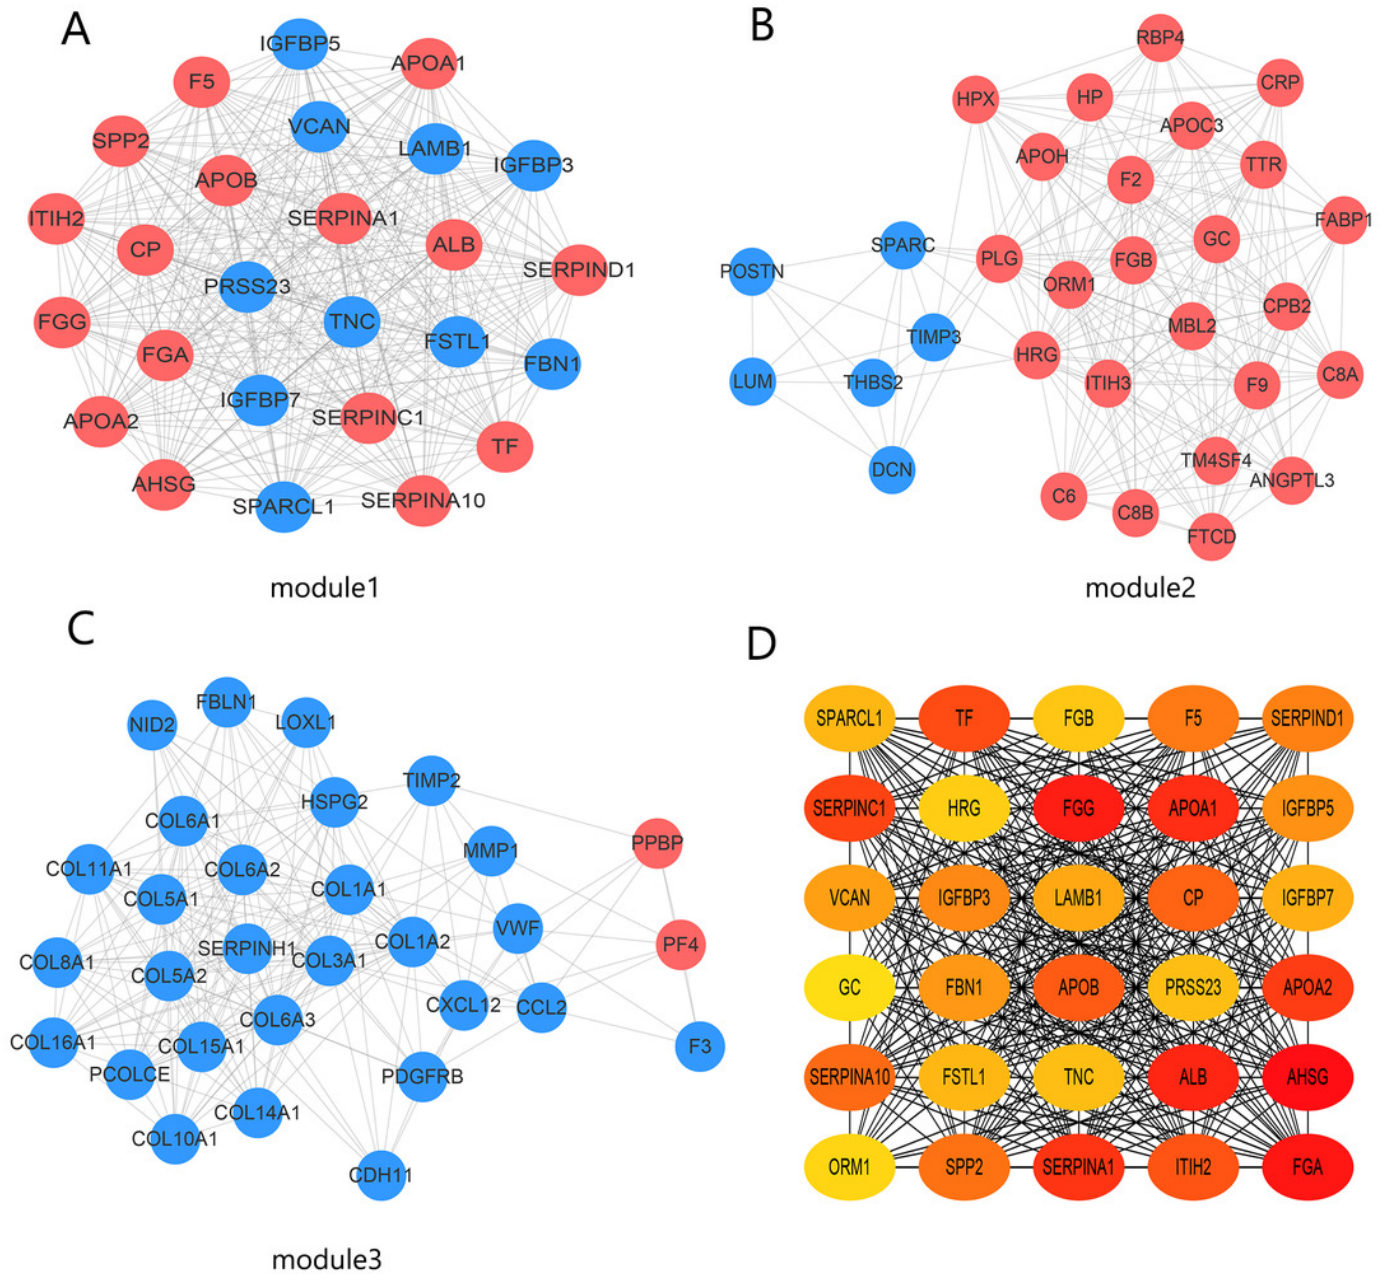 A
IGFBP5
APOA1
F5
VCAN
SPP2
LAMB1
IGFBP3
APOB
ITIH2
SERPINA1
CP
ALB
SERPIND1
PRSS23
FGG
TNC
FSTL1
FGA
FBN1
IGFBP7
APOA2
SERPINC1
TF
AHSG
SPARCL1
SERPINA10
module1
B
RBP4
HPX
HP
CRP
APOC3
APOH
F2
TTR
FABP1
SPARC
GC
POSTN
PLG
FGB
ORM1
CPB2
MBL2
TIMP3
HRG
LUM
THBS2
ITIH3
F9
C8A
DCN
TM4SF4
ANGPTL3
C6
C8B
FTCD
module2
C
FBLN1
NID2
LOXL1
TIMP2
HSPG2
COL6A1
PPBP
MMP1
COL11A1
COL6A2
COL1A1
COL5A1
VWF
COL1A2
PF4
SERPINH1
COL3A1
COL8A1
COL5A2
CXCL12
CCL2
COL6A3
COL16A1
COL15A1
F3
PCOLCE
PDGFRB
COL14A1
COL10A1
CDH11
module3
D
SPARCL1 TF FGB F5 SERPIND1
SERPINC1 HRG FGG APOA1 IGFBP5
VCAN IGFBP3 LAMB1 CP IGFBP7
GC FBN1 APOB PRSS23 APOA2
SERPINA10 FSTL1 TNC ALB AHSG
ORM1 SPP2 SERPINA1 ITIH2 FGA